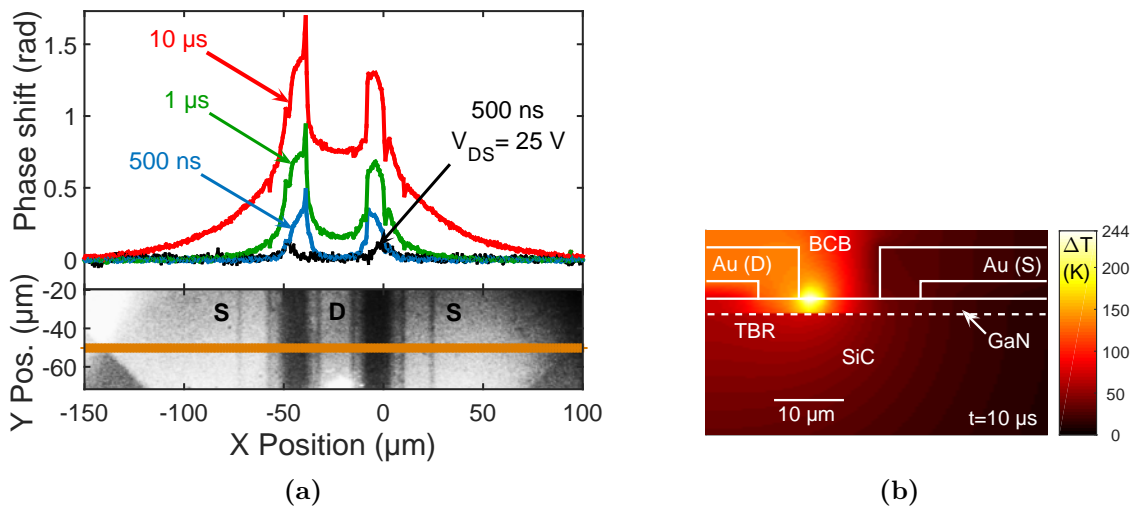 Phase shift (rad)
1.5
1
0.5
0
10 µs
1 µs
500 ns
500 ns
V_DS= 25 V
Y Pos. (µm)
-20
-40
-60
S
D
S
-150
-100
-50
0
50
100
X Position (µm)
(a)
BCB
Au (D)
Au (S)
TBR
GaN
SiC
10 µm
t=10 µs
ΔT
(K)
244
200
150
100
50
0
(b)